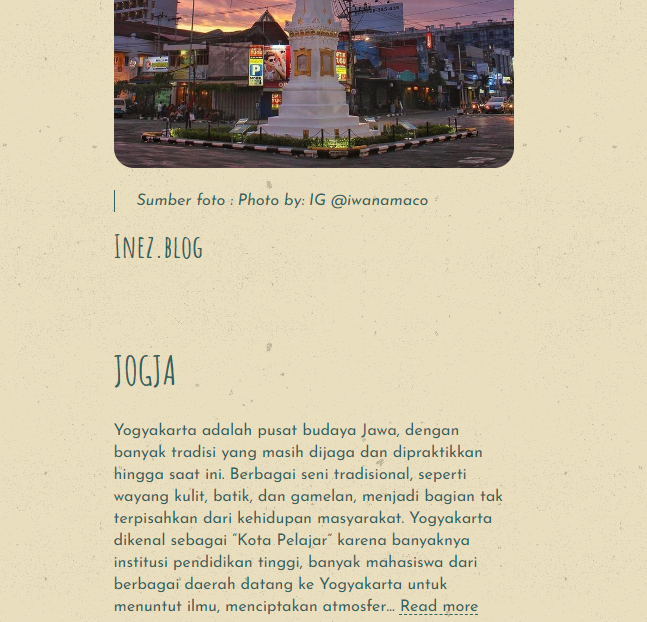 P
Sumber foto : Photo by: IG @iwanamaco
Inez.blog
JOGJA
Yogyakarta adalah pusat budaya Jawa, dengan
banyak tradisi yang masih dijaga dan dipraktikkan
hingga saat ini. Berbagai seni tradisional, seperti
wayang kulit, batik, dan gamelan, menjadi bagian tak
terpisahkan dari kehidupan masyarakat. Yogyakarta
dikenal sebagai "Kota Pelajar" karena banyaknya
institusi pendidikan tinggi, banyak mahasiswa dari
berbagai daerah datang ke Yogyakarta untuk
menuntut ilmu, menciptakan atmosfer... Read more